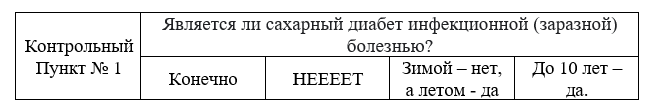 Контрольный
Пункт № 1
Является ли сахарный диабет инфекционной (заразной)
болезнью?
Конечно
НЕЕЕЕТ
Зимой – нет,
а летом - да
До 10 лет –
да.